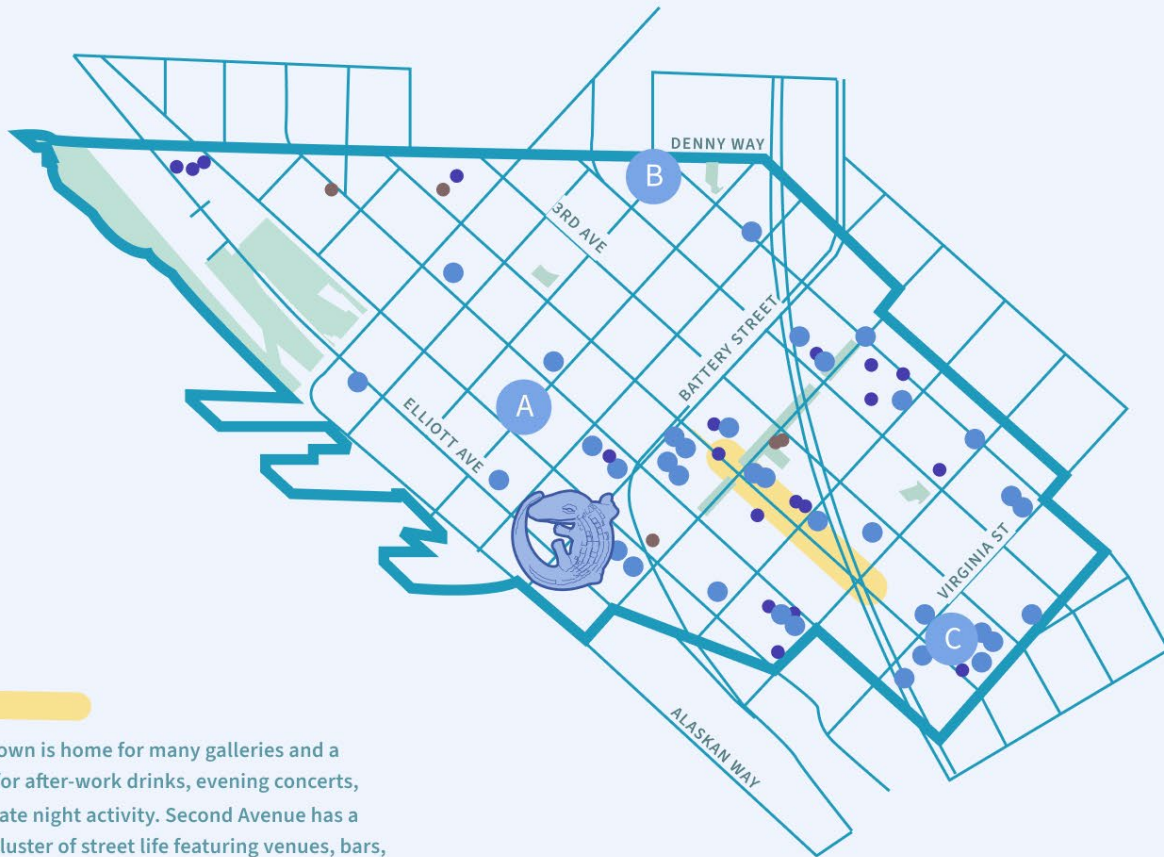 DENNY WAY
B
3RD AVE
BATTERY STREET
A
ELLIOTT AVE
VIRGINIA ST
C
ALASKAN WAY
own is home for many galleries and a
or after-work drinks, evening concerts,
ate night activity. Second Avenue has a
luster of street life featuring venues, bars,